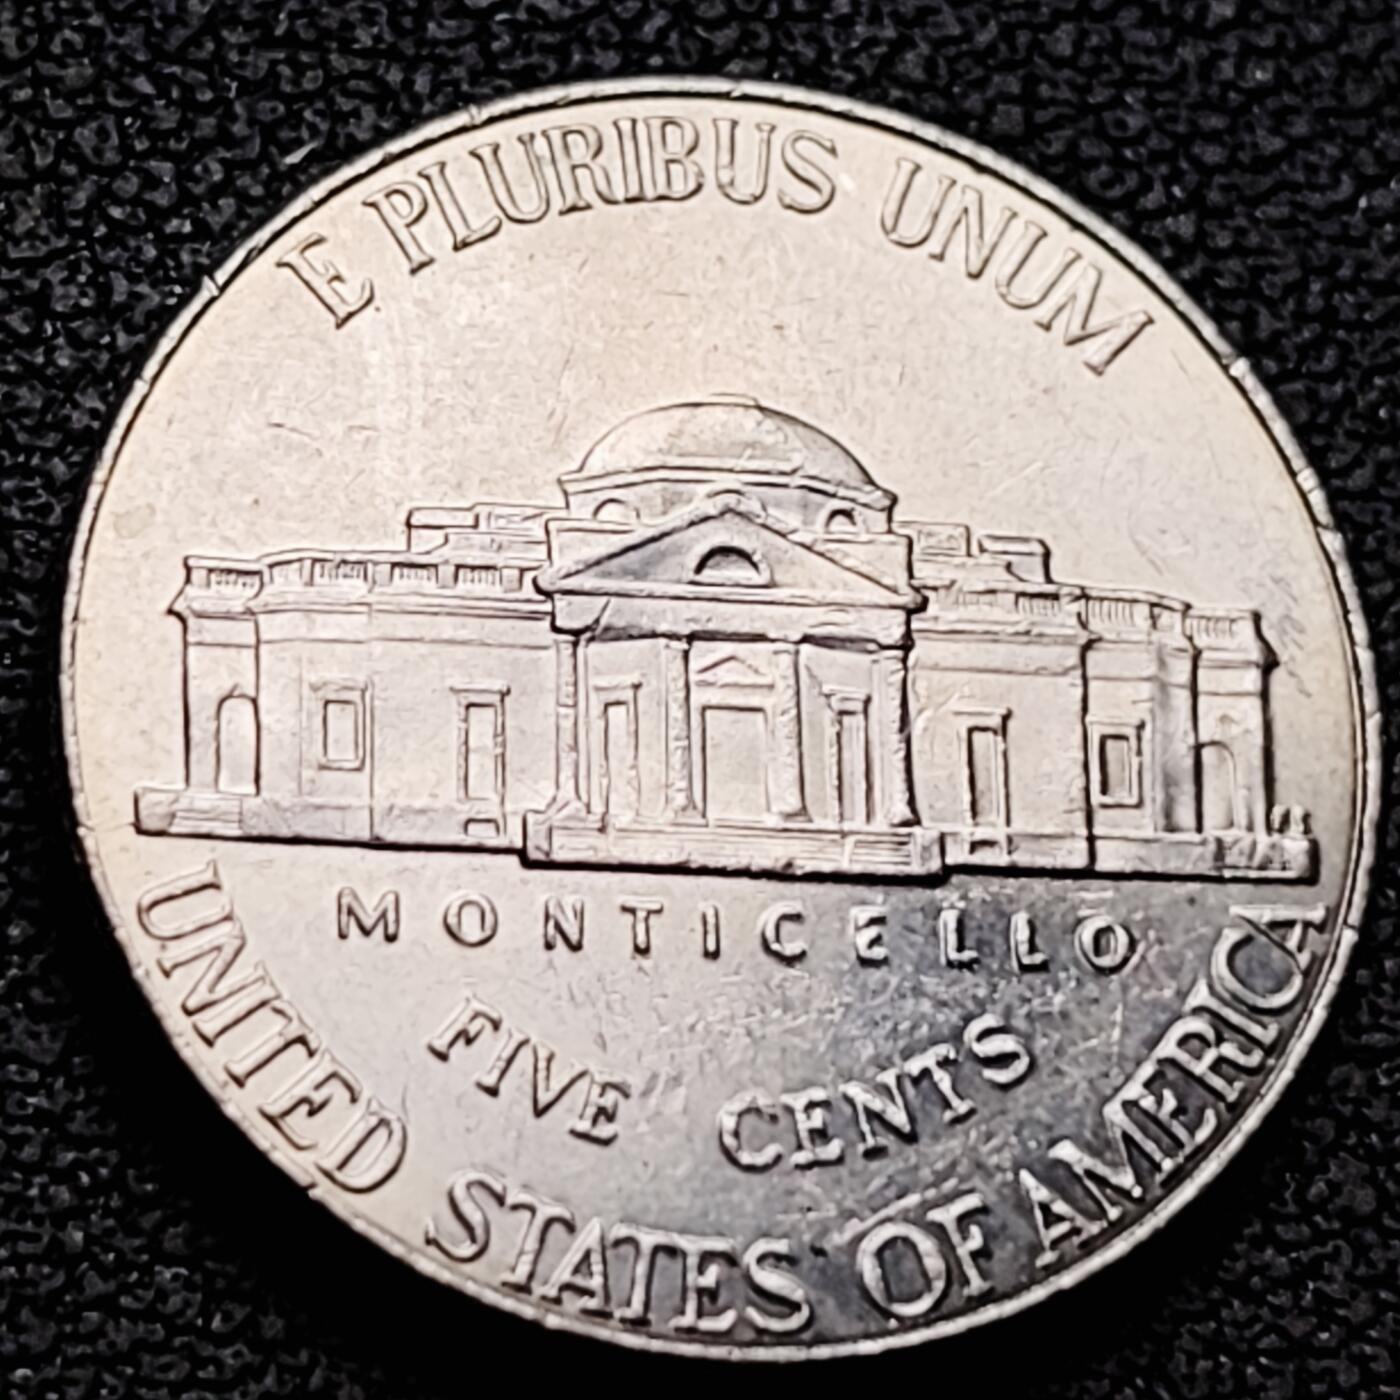 E PLURIBUS UNUM
MONTICELLO
FIVE CENTS
UNITED STATES OF AMERICA